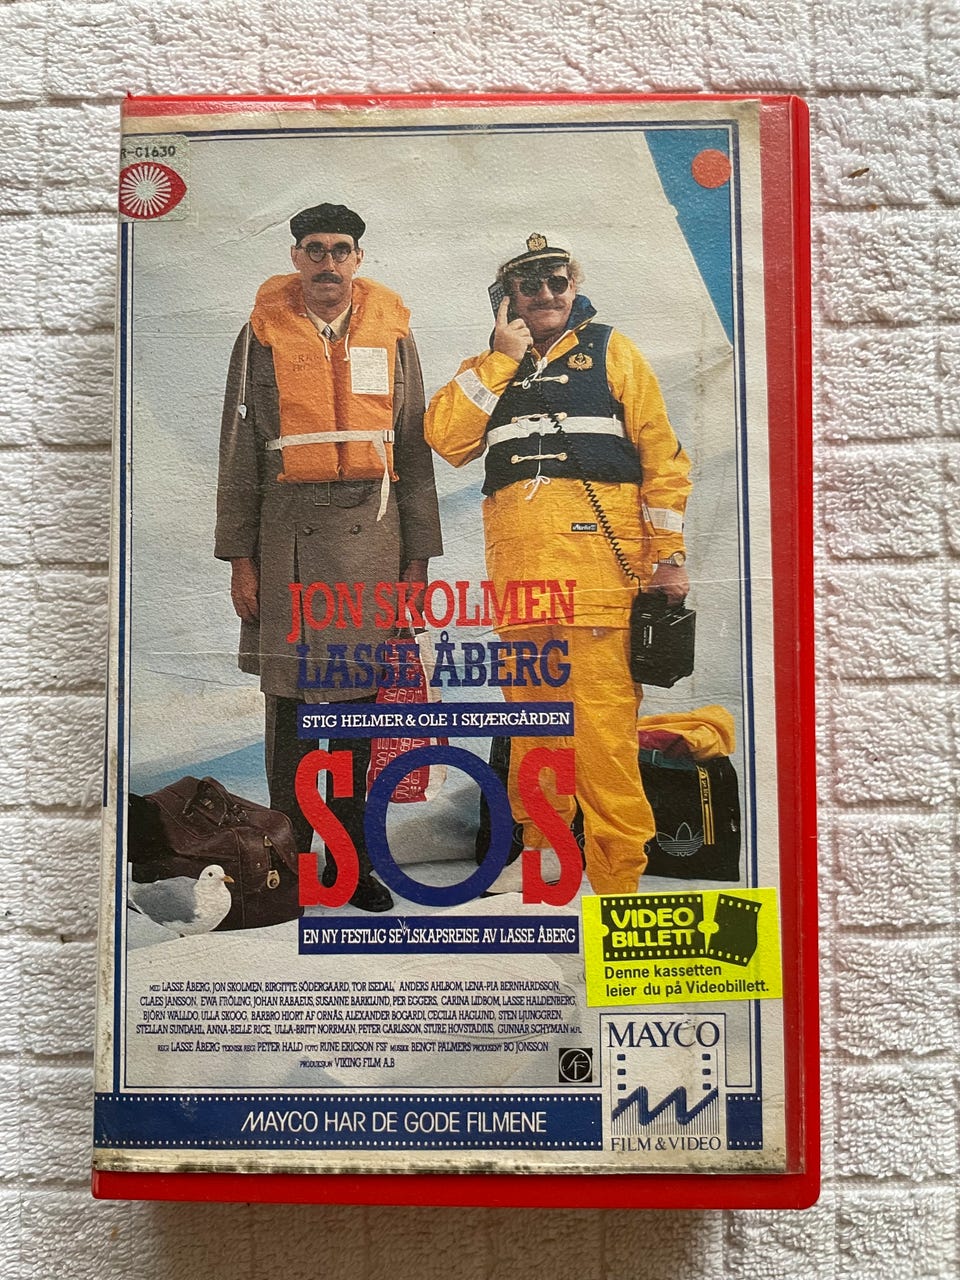 R-C1630
JON SKOLMEN
LASSE ÅBERG
STIG HELMER & OLE I SKJÆRGÅRDEN
SOS
EN NY FESTLIG SELSKAPSREISE AV LASSE ÅBERG
VIDEO
BILLETT
Denne kassetten
leier du på Videobillett.
MED LASSE ÅBERG, JON SKOLMEN, BIRGITTE SÖDERGAARD, TOR ISEDAL, ANDERS AHLBOM, LENA-PIA BERNHARDSSON,
CLAES JANSSON, EWA FRÖLING, JOHAN RABAEUS, SUSANNE BARKLUND, PER EGGERS, CARINA LIDBOM, LASSE HALDENBERG,
BJÖRN WALLDO, ULLA SKOOG, BARBRO HIORT AF ORNÄS, ALEXANDER BOGARDI, CECILIA HAGLUND, STEN LJUNGGREN,
STELLAN SUNDAHL, ANNA-BELLE RICE, ULLA-BRITT NORRMAN, PETER CARLSSON, STURE HOVSTADIUS, GUNNAR SCHYMAN M.FL.
REGI LASSE ÅBERG TEKNISK REGI PETER HALD FOTO RUNE ERICSON FSF MUSIKK BENGT PALMERS PRODUSENT BO JONSSON
PRODUKSJON VIKING FILM A.B
SF
MAYCO
FILM & VIDEO
MAYCO HAR DE GODE FILMENE